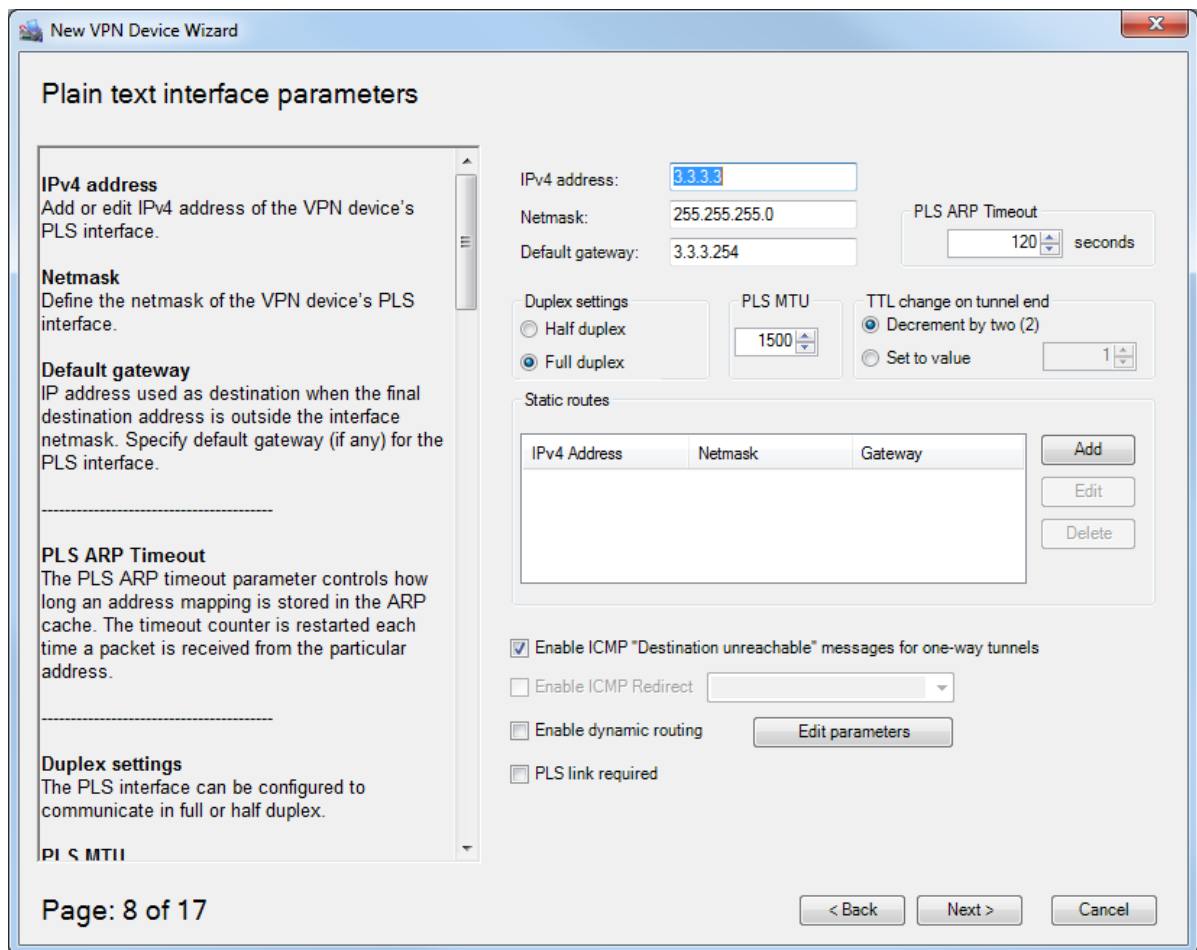 New VPN Device Wizard
Plain text interface parameters
IPv4 address
Add or edit IPv4 address of the VPN device's
PLS interface.
Netmask
Define the netmask of the VPN device's PLS
interface.
Default gateway
IP address used as destination when the final
destination address is outside the interface
netmask. Specify default gateway (if any) for the
PLS interface.
----------------------------------------
PLS ARP Timeout
The PLS ARP timeout parameter controls how
long an address mapping is stored in the ARP
cache. The timeout counter is restarted each
time a packet is received from the particular
address.
----------------------------------------
Duplex settings
The PLS interface can be configured to
communicate in full or half duplex.
PLS MTU
IPv4 address: 3.3.3.3
Netmask: 255.255.255.0
Default gateway: 3.3.3.254
PLS ARP Timeout
120 seconds
Duplex settings
Half duplex
Full duplex
PLS MTU
1500
TTL change on tunnel end
Decrement by two (2)
Set to value 1
Static routes
IPv4 Address Netmask Gateway
Add
Edit
Delete
Enable ICMP "Destination unreachable" messages for one-way tunnels
Enable ICMP Redirect
Enable dynamic routing Edit parameters
PLS link required
Page: 8 of 17
< Back Next > Cancel